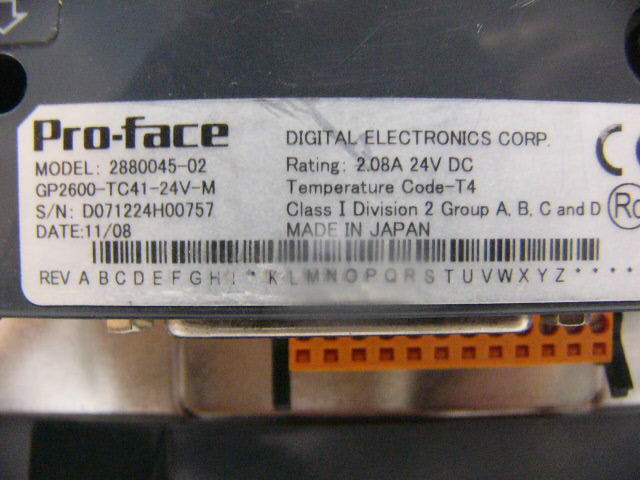 Pro-face
MODEL: 2880045-02
GP2600-TC41-24V-M
S/N: D071224H00757
DATE:11/08
DIGITAL ELECTRONICS CORP.
Rating: 2.08A 24V DC
Temperature Code-T4
Class I Division 2 Group A, B, C and D
MADE IN JAPAN
CE
REV A B C D E F G H I * K L M N O P Q R S T U V W X Y Z * * * *